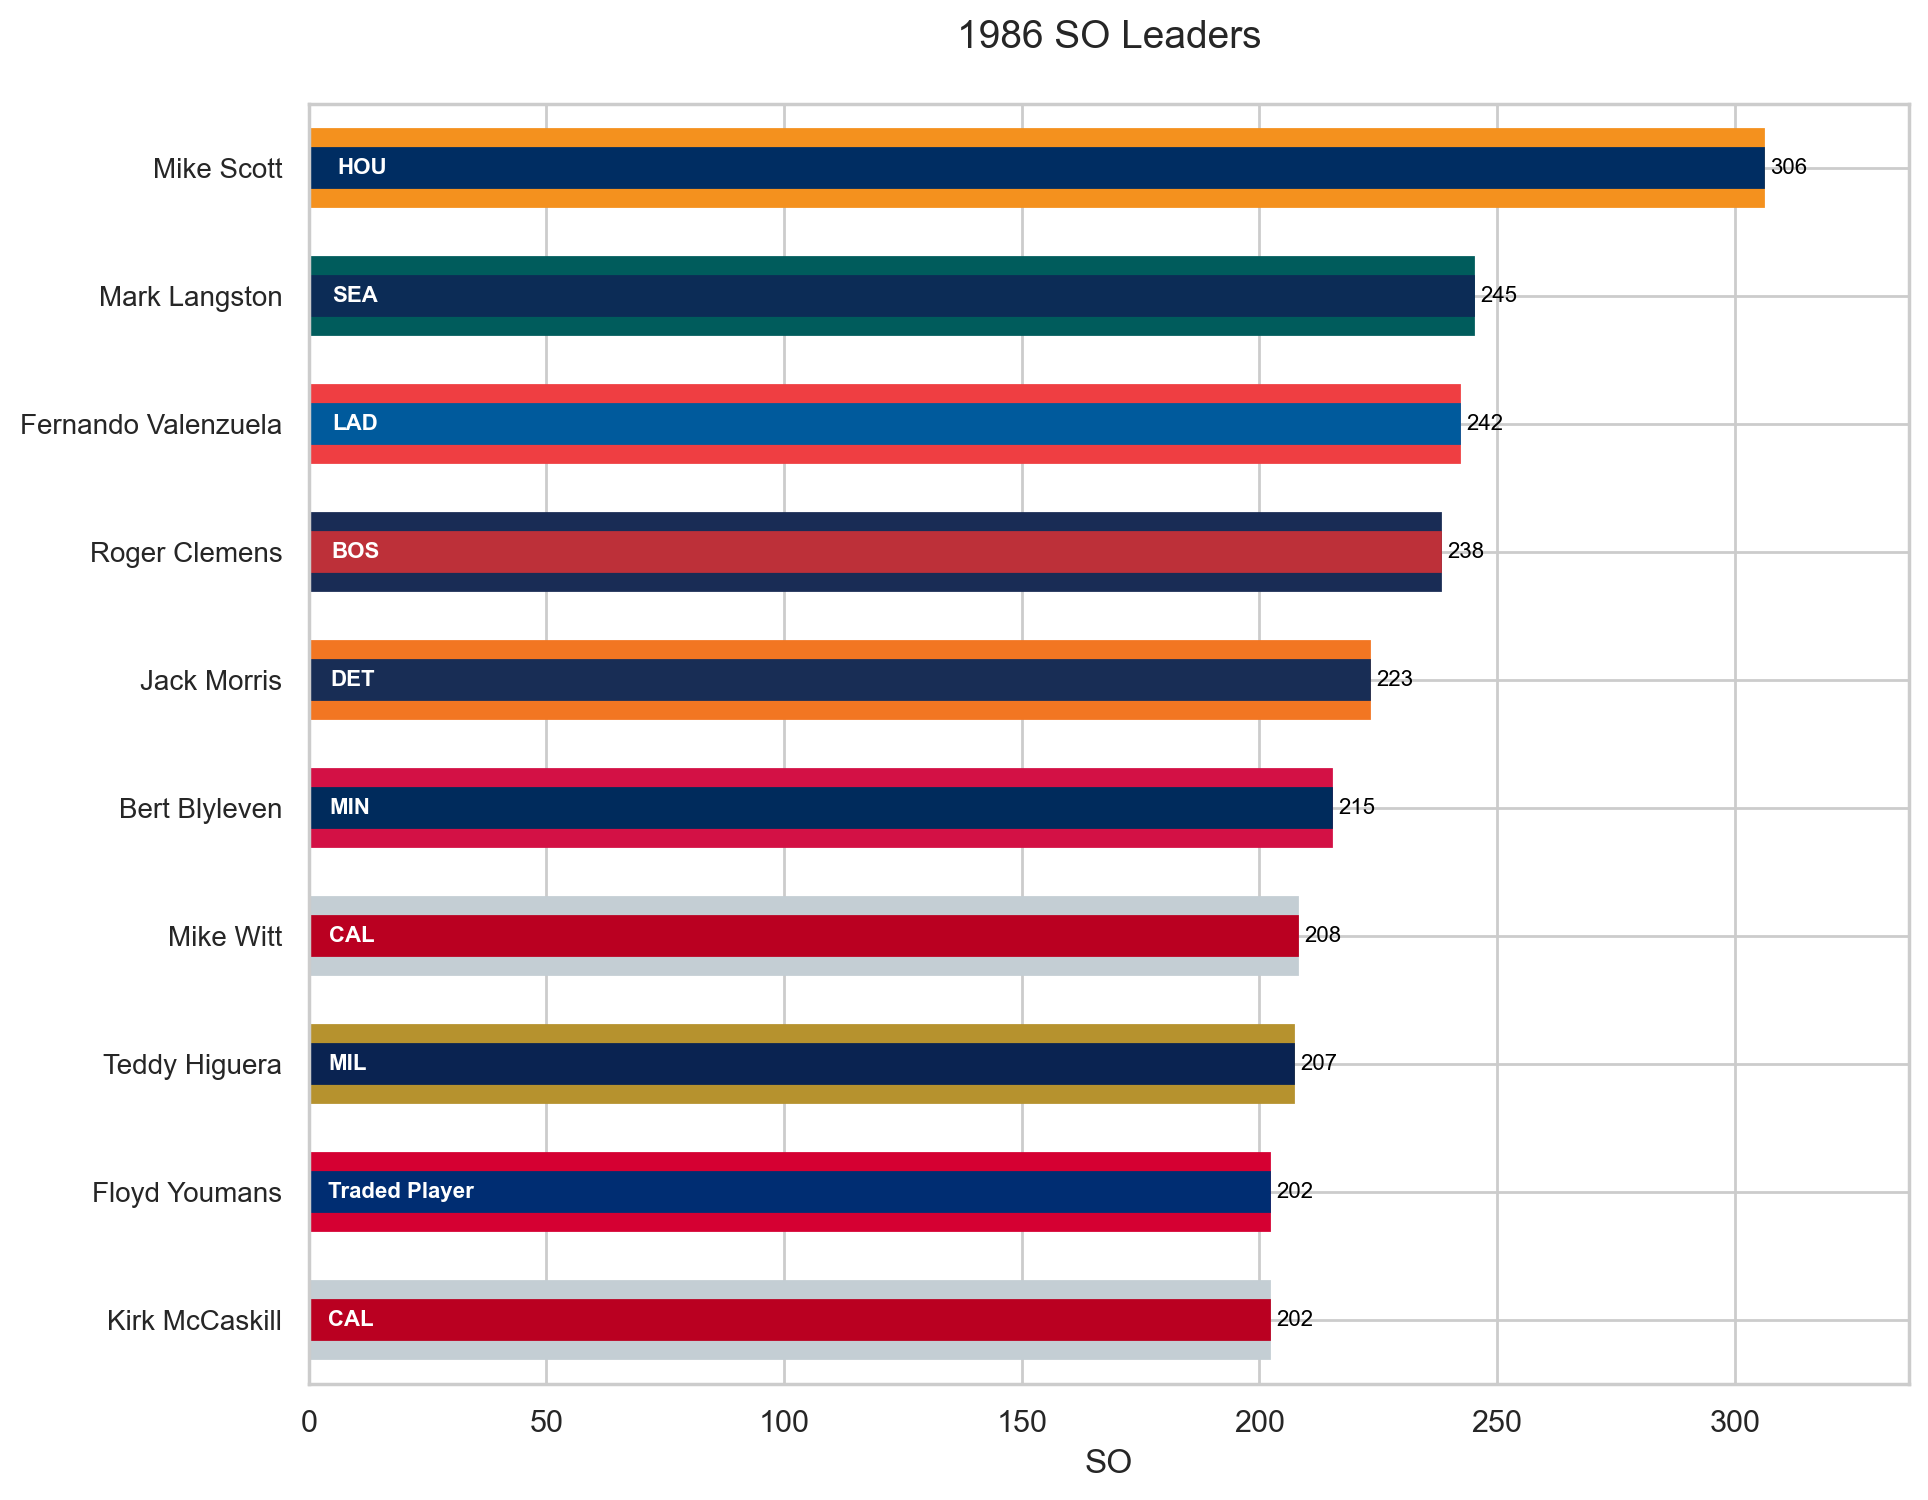 1986 SO Leaders
Mike Scott HOU 306
Mark Langston SEA 245
Fernando Valenzuela LAD 242
Roger Clemens BOS 238
Jack Morris DET 223
Bert Blyleven MIN 215
Mike Witt CAL 208
Teddy Higuera MIL 207
Floyd Youmans Traded Player 202
Kirk McCaskill CAL 202
0 50 100 150 200 250 300
SO